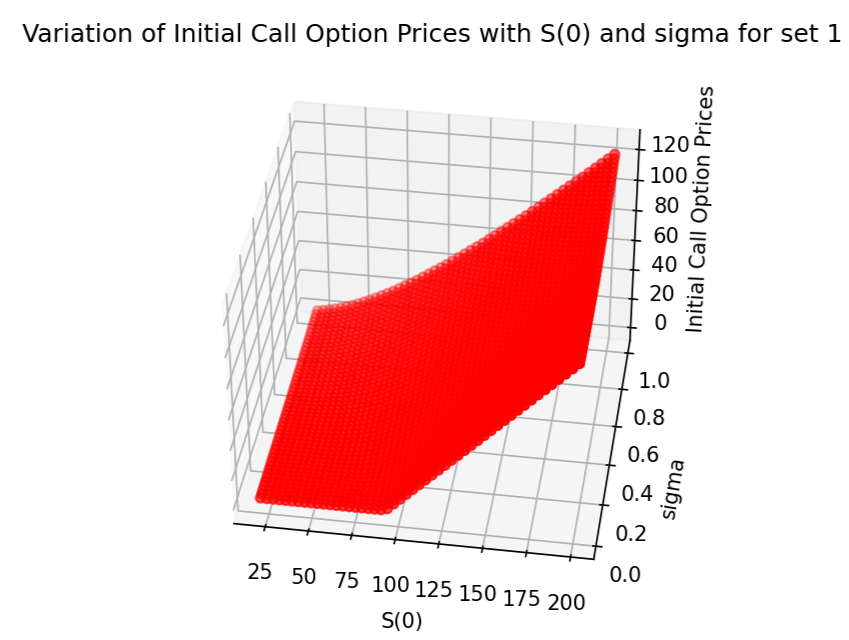 Variation of Initial Call Option Prices with S(0) and sigma for set 1
120
100
80
60
40
20
0
Initial Call Option Prices
1.0
0.8
0.6
0.4
0.2
0.0
sigma
25 50 75 100 125 150 175 200
S(0)